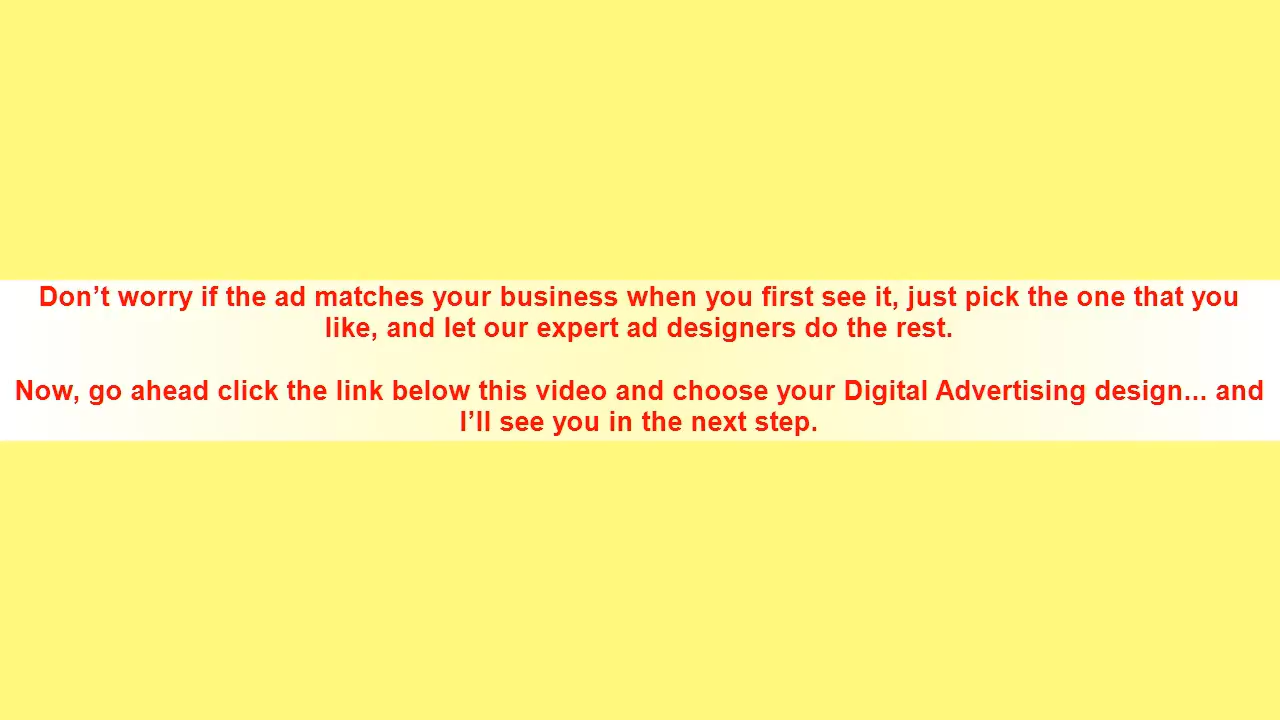 Don’t worry if the ad matches your business when you first see it, just pick the one that you
like, and let our expert ad designers do the rest.
Now, go ahead click the link below this video and choose your Digital Advertising design... and
I’ll see you in the next step.